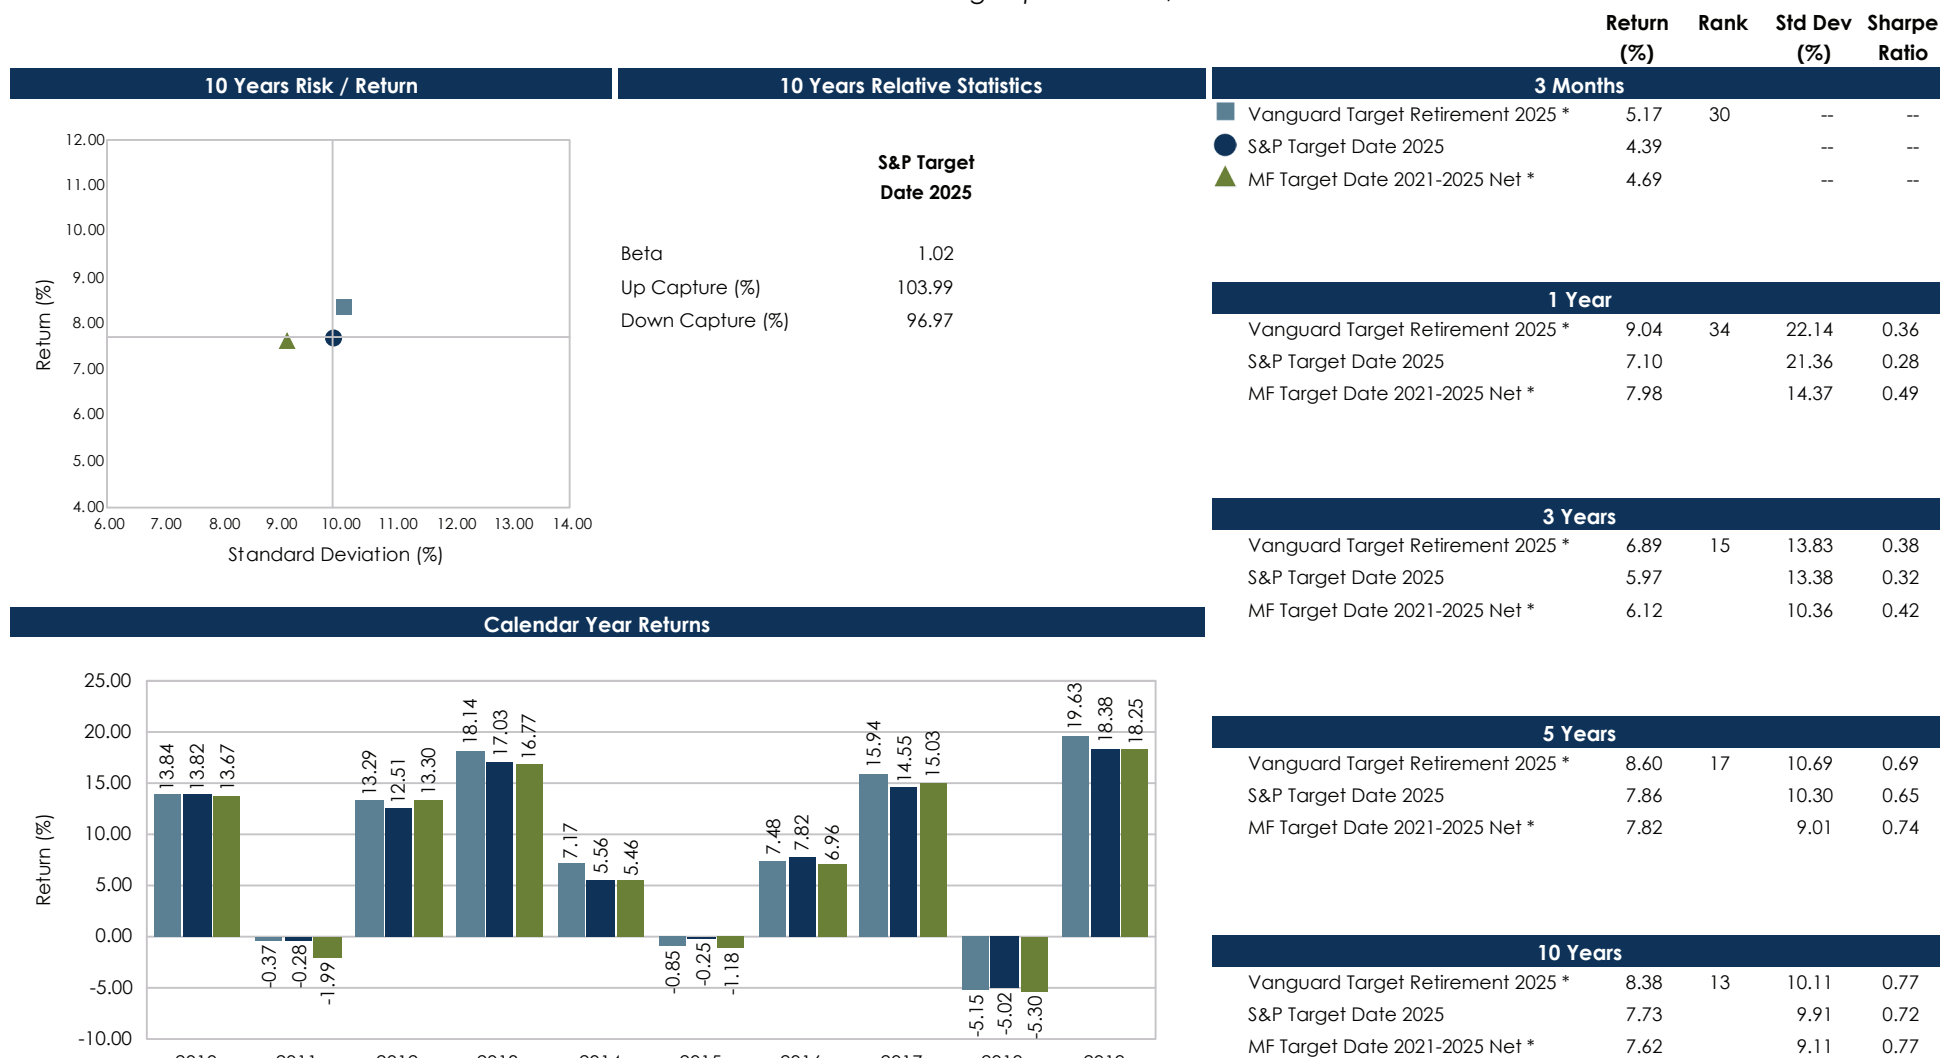 Return Rank Std Dev Sharpe
(%) (%) Ratio
10 Years Risk / Return
12.00
11.00
10.00
9.00
8.00
7.00
6.00
5.00
4.00
Return (%)
6.00 7.00 8.00 9.00 10.00 11.00 12.00 13.00 14.00
Standard Deviation (%)
10 Years Relative Statistics
S&P Target
Date 2025
Beta 1.02
Up Capture (%) 103.99
Down Capture (%) 96.97
3 Months
Vanguard Target Retirement 2025 * 5.17 30 -- --
S&P Target Date 2025 4.39 -- --
MF Target Date 2021-2025 Net * 4.69 -- --
1 Year
Vanguard Target Retirement 2025 * 9.04 34 22.14 0.36
S&P Target Date 2025 7.10 21.36 0.28
MF Target Date 2021-2025 Net * 7.98 14.37 0.49
3 Years
Vanguard Target Retirement 2025 * 6.89 15 13.83 0.38
S&P Target Date 2025 5.97 13.38 0.32
MF Target Date 2021-2025 Net * 6.12 10.36 0.42
5 Years
Vanguard Target Retirement 2025 * 8.60 17 10.69 0.69
S&P Target Date 2025 7.86 10.30 0.65
MF Target Date 2021-2025 Net * 7.82 9.01 0.74
10 Years
Vanguard Target Retirement 2025 * 8.38 13 10.11 0.77
S&P Target Date 2025 7.73 9.91 0.72
MF Target Date 2021-2025 Net * 7.62 9.11 0.77
Calendar Year Returns
25.00
20.00
15.00
10.00
5.00
0.00
-5.00
-10.00
Return (%)
13.84 13.82 13.67
-0.37 -0.28 -1.99
13.29 12.51 13.30
18.14 17.03 16.77
7.17 5.56 5.46
-0.85 -0.25 -1.18
7.48 7.82 6.96
15.94 14.55 15.03
-5.15 -5.02 -5.30
19.63 18.38 18.25
2010 2011 2012 2013 2014 2015 2016 2017 2018 2019